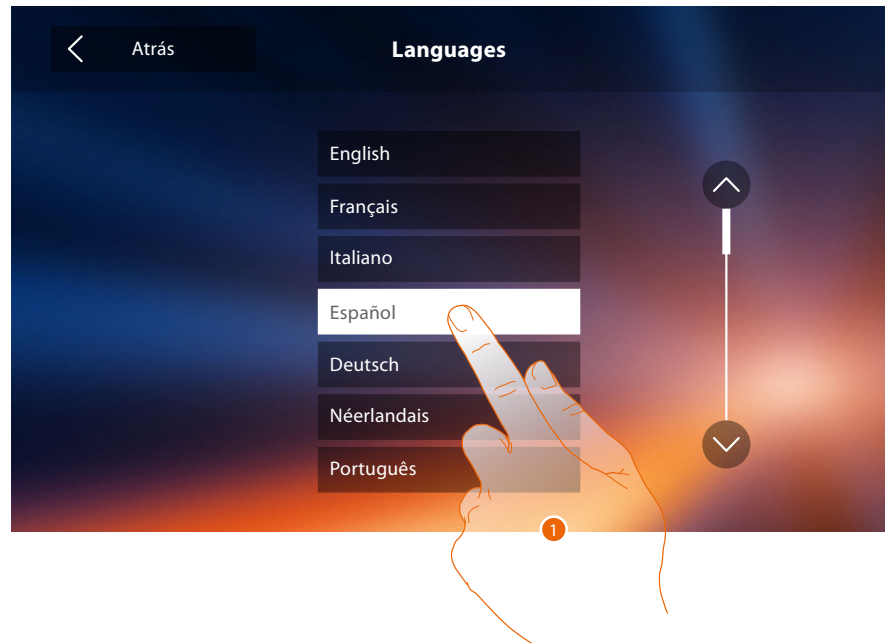 Atrás
Languages
English
Français
Italiano
Español
Deutsch
Néerlandais
Português
1